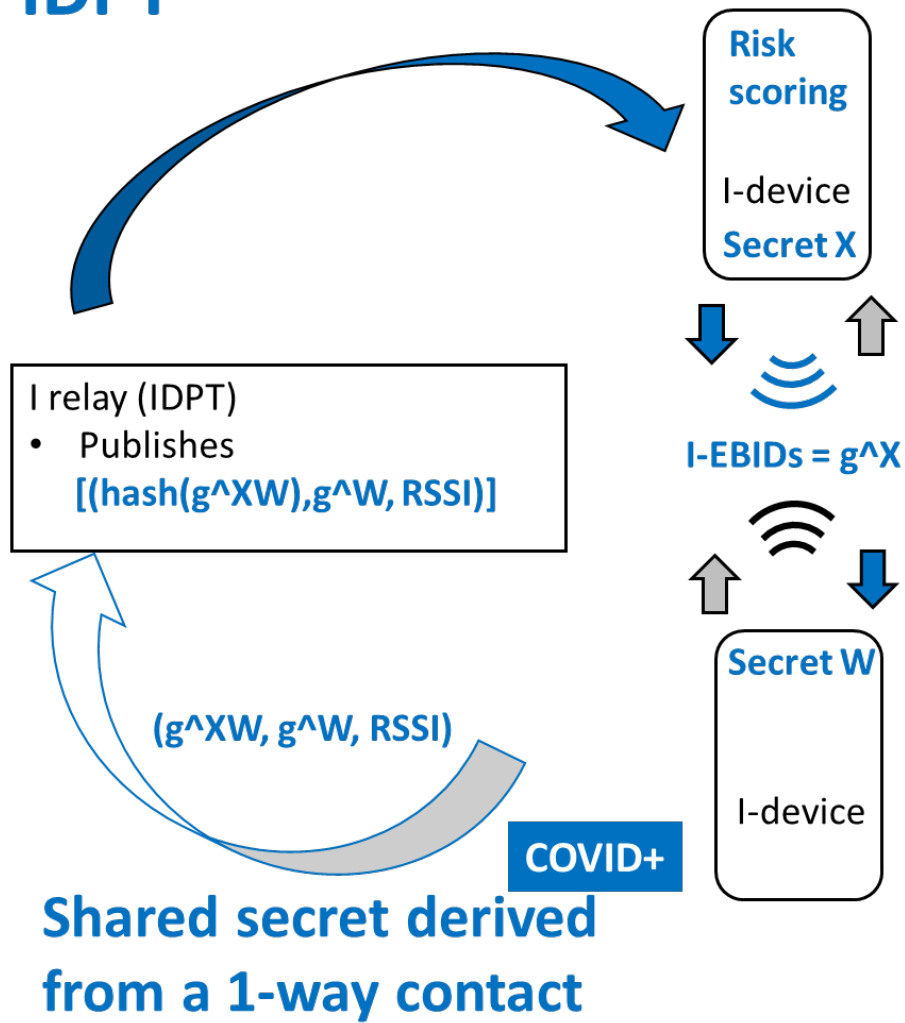 IDPT
Risk
scoring
I-device
Secret X
I relay (IDPT)
• Publishes
[(hash(g^XW),g^W, RSSI)]
I-EBIDs = g^X
Secret W
(g^XW, g^W, RSSI)
I-device
COVID+
Shared secret derived
from a 1-way contact